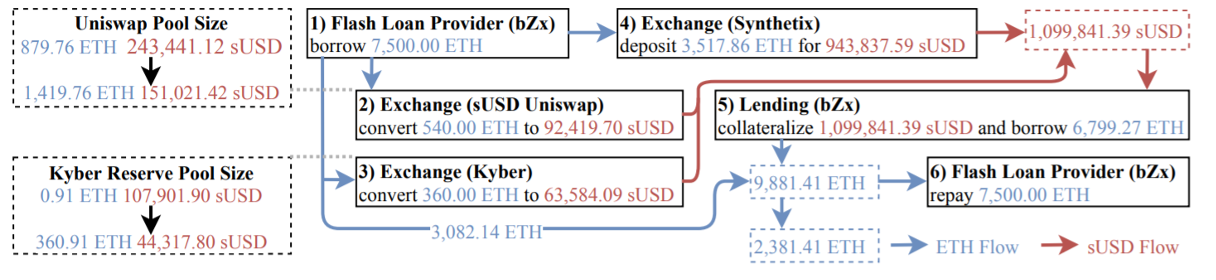 Uniswap Pool Size
879.76 ETH 243,441.12 sUSD
1,419.76 ETH 151,021.42 sUSD
Kyber Reserve Pool Size
0.91 ETH 107,901.90 sUSD
360.91 ETH 44,317.80 sUSD
1) Flash Loan Provider (bZx)
borrow 7,500.00 ETH
2) Exchange (sUSD Uniswap)
convert 540.00 ETH to 92,419.70 sUSD
3) Exchange (Kyber)
convert 360.00 ETH to 63,584.09 sUSD
3,082.14 ETH
4) Exchange (Synthetix)
deposit 3,517.86 ETH for 943,837.59 sUSD
1,099,841.39 sUSD
5) Lending (bZx)
collateralize 1,099,841.39 sUSD and borrow 6,799.27 ETH
9,881.41 ETH
6) Flash Loan Provider (bZx)
repay 7,500.00 ETH
2,381.41 ETH
ETH Flow
sUSD Flow